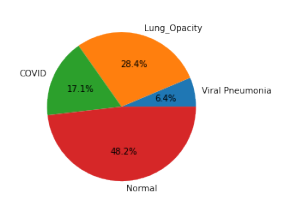 Lung_Opacity
28.4%
COVID
17.1%
Viral Pneumonia
6.4%
48.2%
Normal